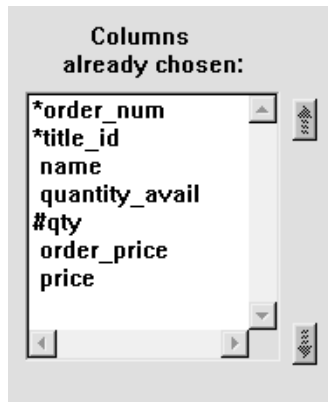 Columns
already chosen:
*order_num
*title_id
name
quantity_avail
#qty
order_price
price